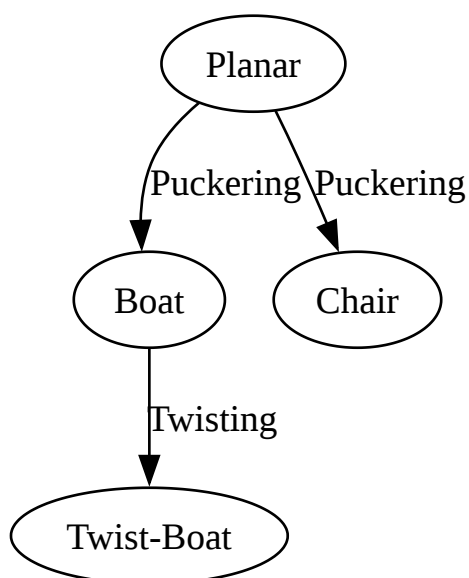 Planar
Puckering Puckering
Boat Chair
Twisting
Twist-Boat